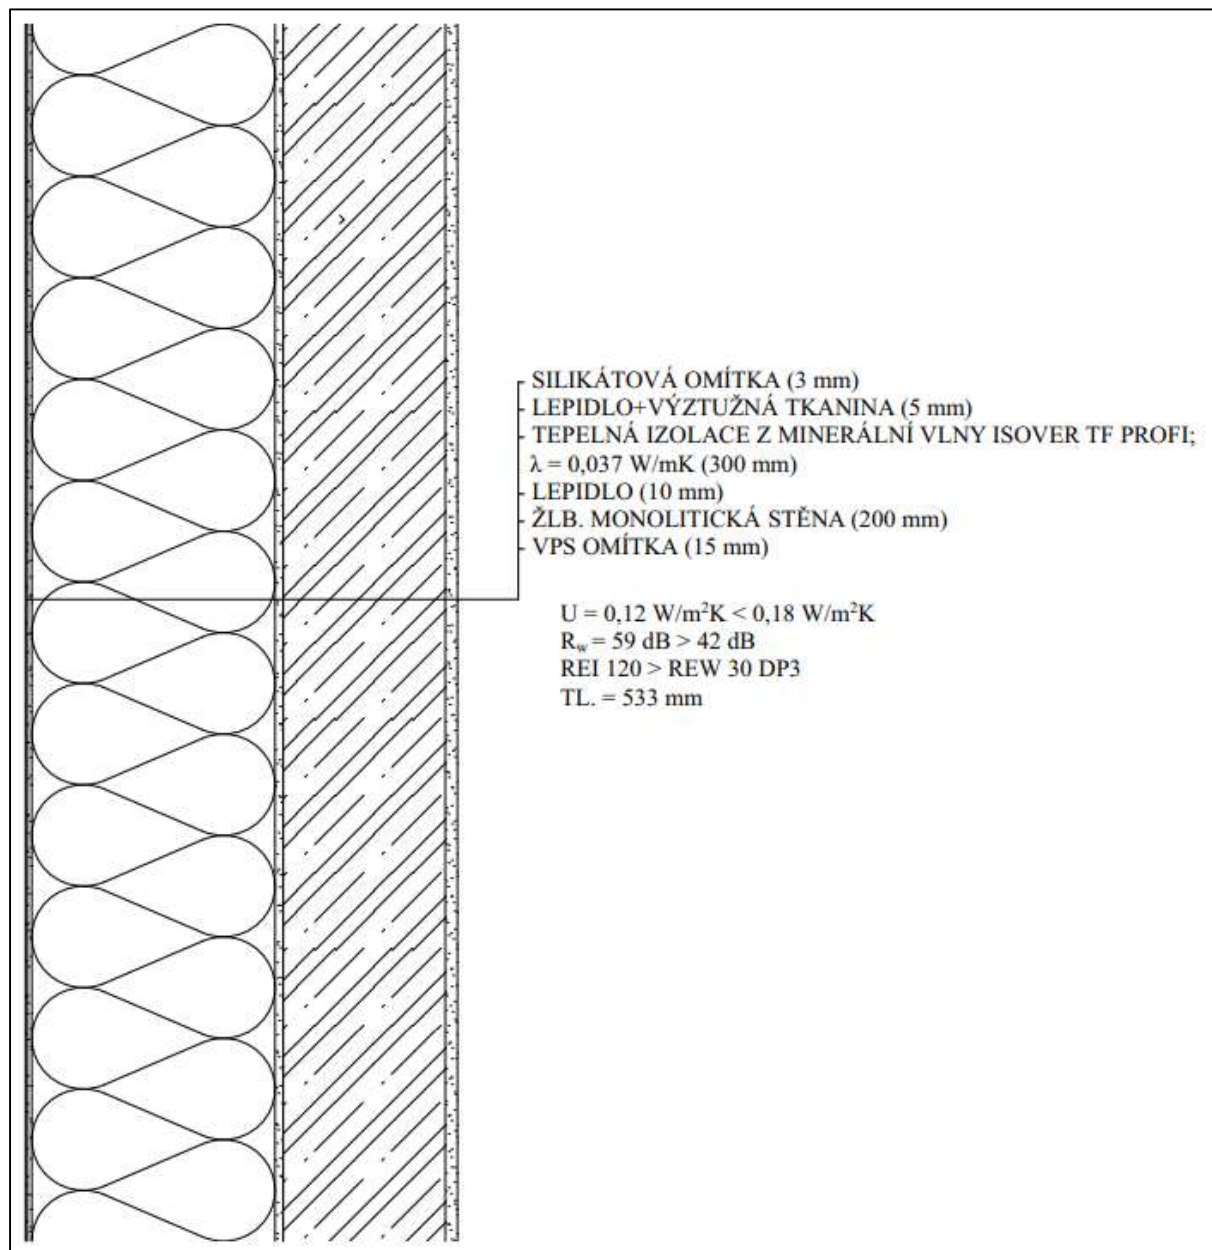 SILIKÁTOVÁ OMÍTKA (3 mm)
LEPIDLO+VÝZTUŽNÁ TKANINA (5 mm)
TEPELNÁ IZOLACE Z MINERÁLNÍ VLNY ISOVER TF PROFI;
λ = 0,037 W/mK (300 mm)
LEPIDLO (10 mm)
ŽLB. MONOLITICKÁ STĚNA (200 mm)
VPS OMÍTKA (15 mm)
U = 0,12 W/m²K < 0,18 W/m²K
Rw = 59 dB > 42 dB
REI 120 > REW 30 DP3
TL. = 533 mm